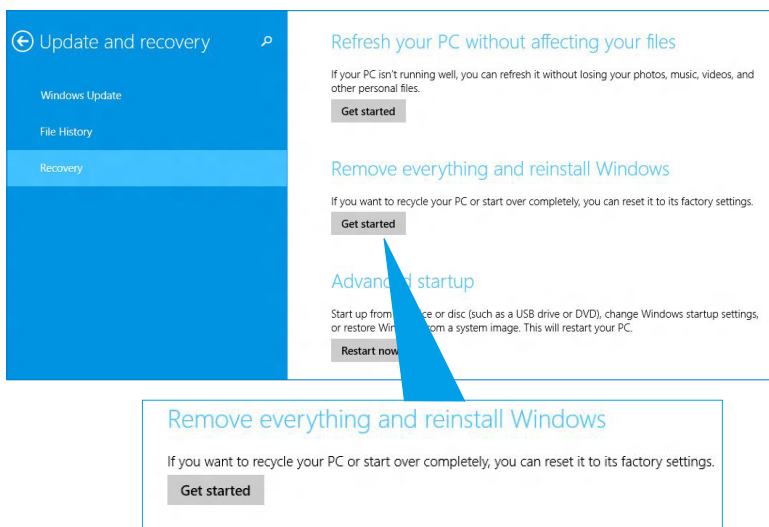 Update and recovery
Windows Update
File History
Recovery
Refresh your PC without affecting your files
If your PC isn't running well, you can refresh it without losing your photos, music, videos, and
other personal files.
Get started
Remove everything and reinstall Windows
If you want to recycle your PC or start over completely, you can reset it to its factory settings.
Get started
Advanced startup
Start up from ce or disc (such as a USB drive or DVD), change Windows startup settings,
or restore Win om a system image. This will restart your PC.
Restart now
Remove everything and reinstall Windows
If you want to recycle your PC or start over completely, you can reset it to its factory settings.
Get started